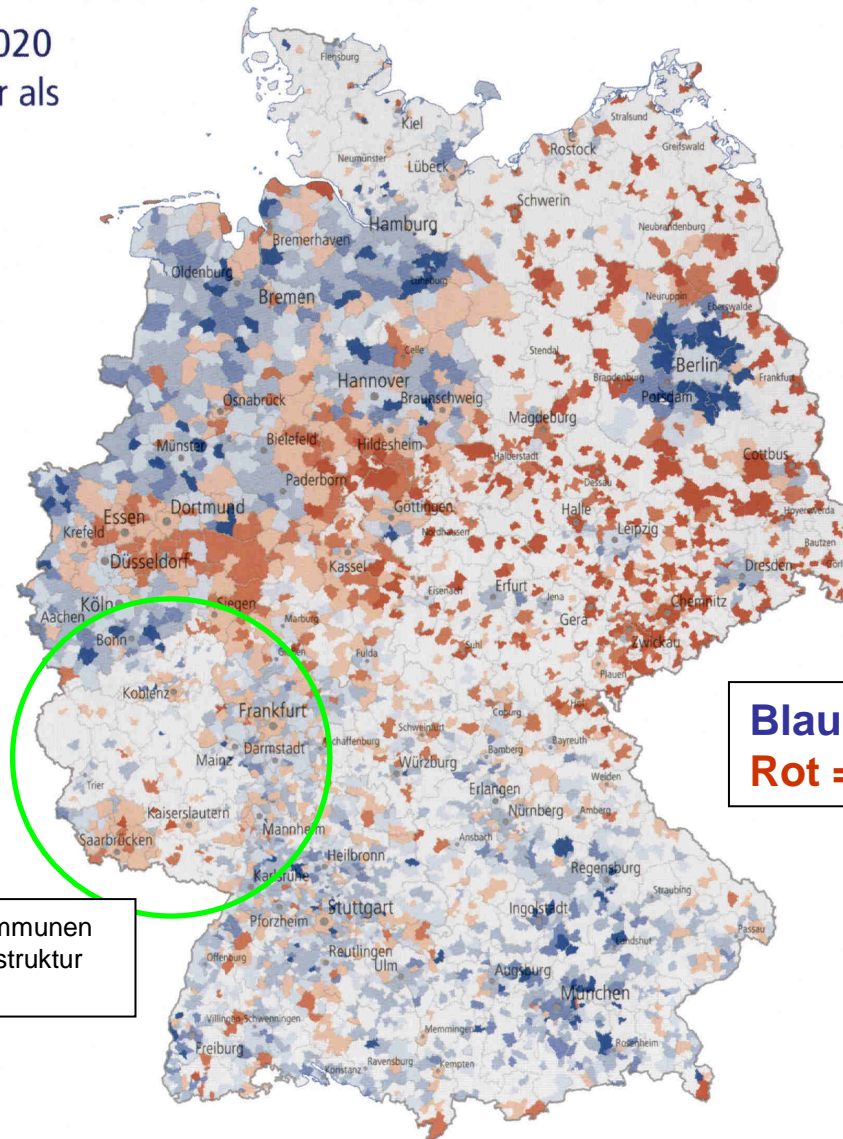 020
r als
Flensburg
Kiel
Stralsund
Greifswald
Rostock
Neumünster
Lübeck
Schwerin
Hamburg
Neubrandenburg
Bremerhaven
Oldenburg
Bremen
Lüneburg
Neuruppin
Eberswalde
Celle
Stendal
Berlin
Hannover
Brandenburg
Frankfurt
Potsdam
Osnabrück
Braunschweig
Magdeburg
Münster
Bielefeld
Hildesheim
Halberstadt
Cottbus
Paderborn
Dessau
Essen
Dortmund
Göttingen
Halle
Hoyerswerda
Krefeld
Nordhausen
Leipzig
Bautzen
Düsseldorf
Kassel
Dresden
Görl
Eisenach
Erfurt
Jena
Köln
Siegen
Gera
Chemnitz
Aachen
Marburg
Bonn
Zwickau
Gießen
Fulda
Suhl
Plauen
Koblenz
Frankfurt
Coburg
Hof
Schweinfurt
Blau
Rot =
Darmstadt
Aschaffenburg
Mainz
Würzburg
Bamberg
Bayreuth
Trier
Weiden
Erlangen
Kaiserslautern
Nürnberg
Amberg
Mannheim
Saarbrücken
Ansbach
Heilbronn
Regensburg
Karlsruhe
Straubing
mmunen
struktur
Pforzheim
Stuttgart
Ingolstadt
Passau
Offenburg
Reutlingen
Ulm
Landshut
Augsburg
München
Villingen-Schwenningen
Memmingen
Rosenheim
Freiburg
Ravensburg
Konstanz
Kempten